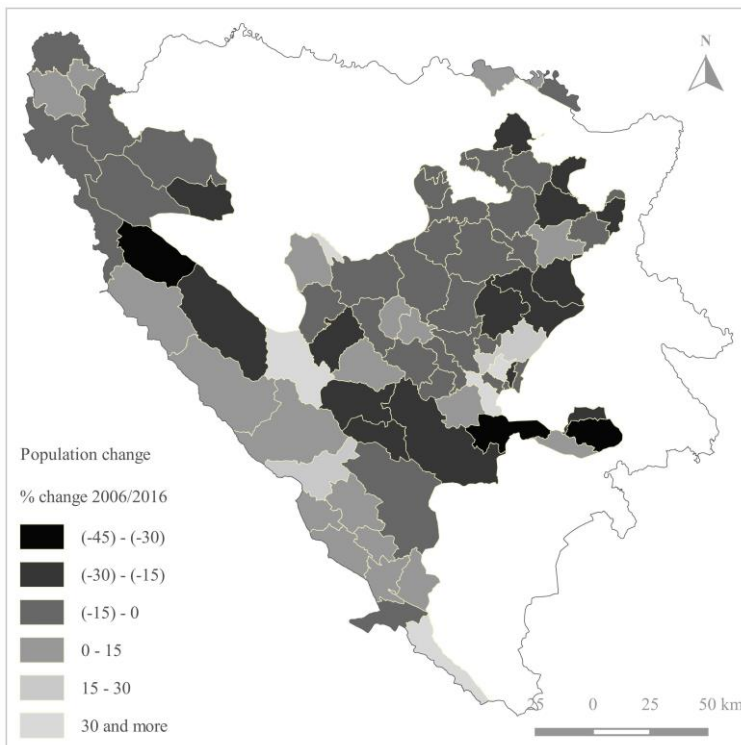 N
Population change
% change 2006/2016
(-45) - (-30)
(-30) - (-15)
(-15) - 0
0 - 15
15 - 30
30 and more
25 0 25 50 km